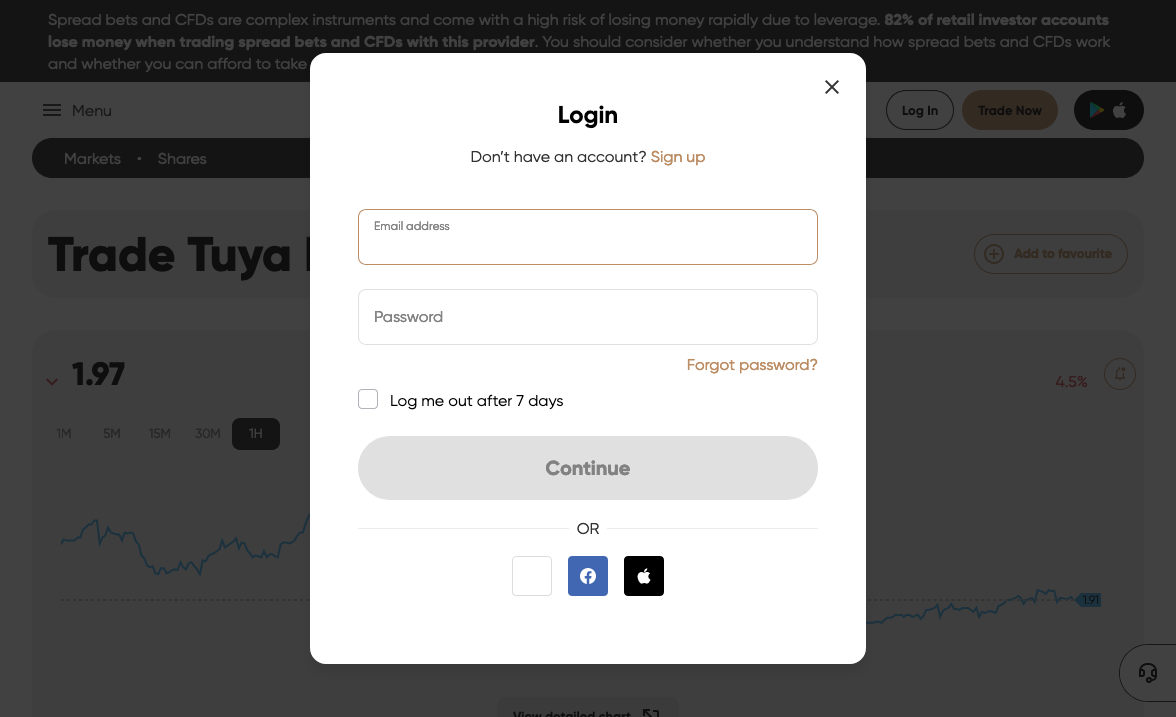 Spread bets and CFDs are complex instruments and come with a high risk of losing money rapidly due to leverage. 82% of retail investor accounts
lose money when trading spread bets and CFDs with this provider. You should consider whether you understand how spread bets and CFDs work
and whether you can afford to take
Menu
Log In
Trade Now
Markets • Shares
Trade Tuya
Add to favourite
1.97
4.5%
1M 5M 15M 30M 1H
1.91
View detailed chart
Login
Don't have an account? Sign up
Email address
Password
Forgot password?
Log me out after 7 days
Continue
OR